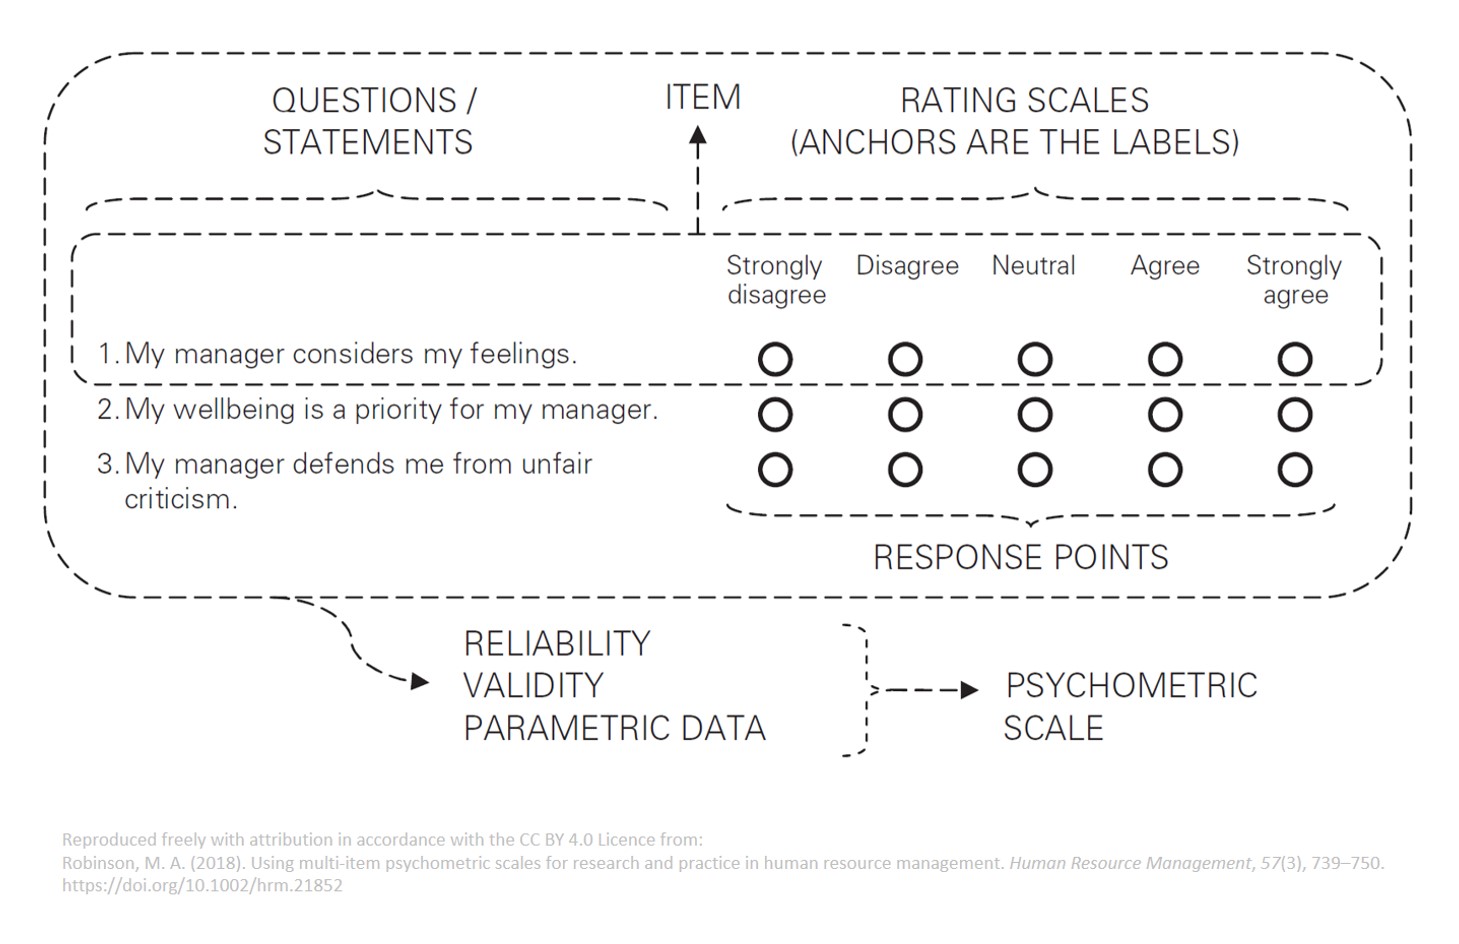 QUESTIONS /
STATEMENTS
ITEM
RATING SCALES
(ANCHORS ARE THE LABELS)
Strongly disagree
Disagree
Neutral
Agree
Strongly agree
1. My manager considers my feelings.
2. My wellbeing is a priority for my manager.
3. My manager defends me from unfair
criticism.
RESPONSE POINTS
RELIABILITY
VALIDITY
PARAMETRIC DATA
PSYCHOMETRIC
SCALE
Reproduced freely with attribution in accordance with the CC BY 4.0 Licence from:
Robinson, M. A. (2018). Using multi-item psychometric scales for research and practice in human resource management. Human Resource Management, 57(3), 739–750.
https://doi.org/10.1002/hrm.21852